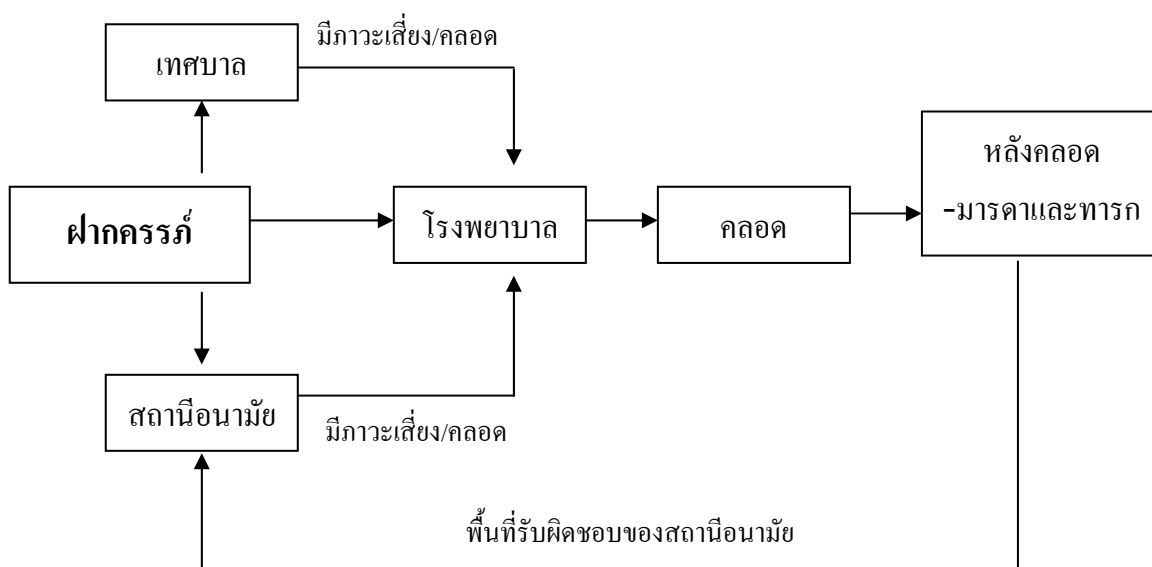 มีภาวะเสี่ยง/คลอด
เทศบาล
หลังคลอด
-มารดาและทารก
ฝากครรภ์
โรงพยาบาล
คลอด
สถานีอนามัย
มีภาวะเสี่ยง/คลอด
พื้นที่รับผิดชอบของสถานีอนามัย